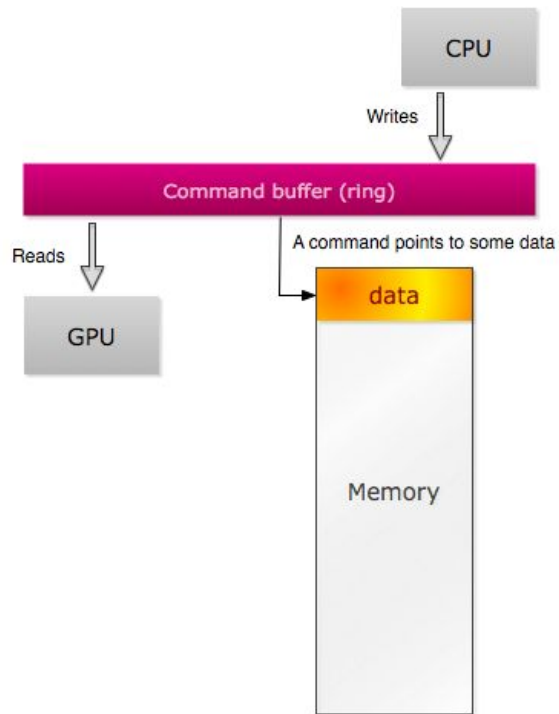 CPU
Writes
Command buffer (ring)
A command points to some data
Reads
data
GPU
Memory